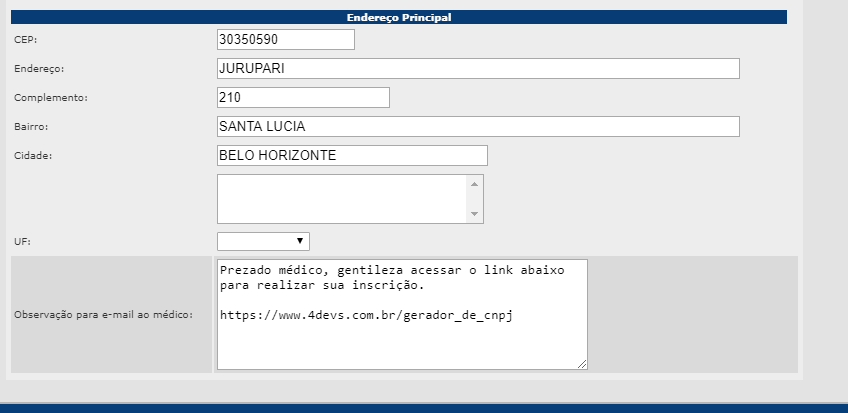 Endereço Principal
CEP: 30350590
Endereço: JURUPARI
Complemento: 210
Bairro: SANTA LUCIA
Cidade: BELO HORIZONTE
UF:
Observação para e-mail ao médico:
Prezado médico, gentileza acessar o link abaixo
para realizar sua inscrição.
https://www.4devs.com.br/gerador_de_cnpj